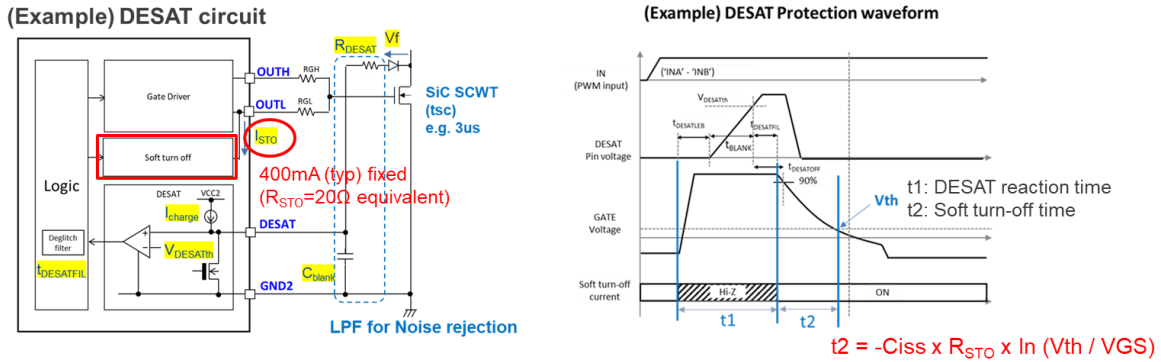 (Example) DESAT circuit
Logic
Gate Driver
Soft turn off
OUTH
OUTL
RGH
RGL
RDESAT
Vf
SiC SCWT
(tsc)
e.g. 3us
ISTO
400mA (typ) fixed
(RSTO=20Ω equivalent)
DESAT
VCC2
Icharge
DESAT
Deglitch
filter
tDESATFIL
VDESATth
Cblank
GND2
LPF for Noise rejection
(Example) DESAT Protection waveform
IN
(PWM input)
('INA' - 'INB')
VDESATth
tDESATLEB
tDESATFIL
tBLANK
DESAT
Pin voltage
tDESATOFF
90%
Vth
t1: DESAT reaction time
t2: Soft turn-off time
GATE
Voltage
Soft turn-off
current
Hi-Z
ON
t1
t2
t2 = -Ciss x RSTO x ln (Vth / VGS)